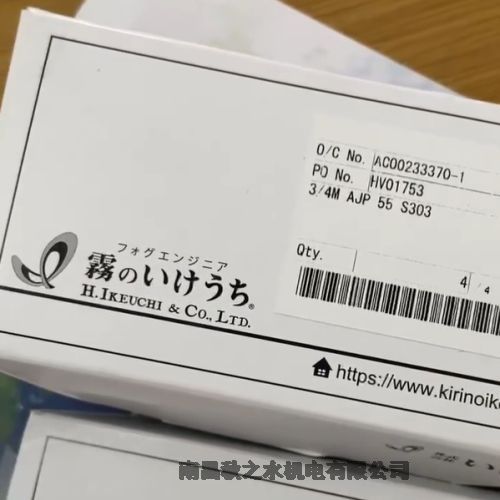 O/C No. AC00233370-1
PO No. HV01753
3/4M AJP 55 S303
Qty. 4 / 4
フォグエンジニア
霧のいけうち®
H. IKEUCHI & CO., LTD.
https://www.kirinoik
南昌秋之水机电有限公司